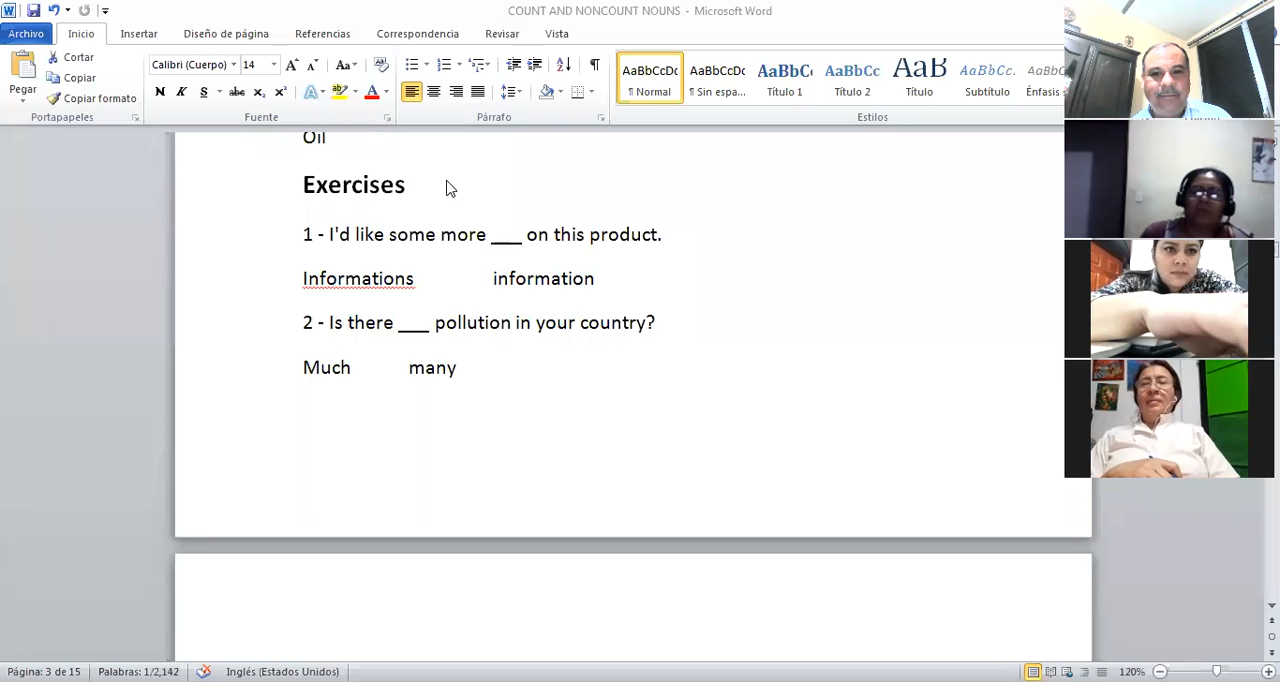 COUNT AND NONCOUNT NOUNS - Microsoft Word
Archivo Inicio Insertar Diseño de página Referencias Correspondencia Revisar Vista
Pegar
Cortar
Copiar
Copiar formato
Portapapeles
Calibri (Cuerpo) 14
N K S abc x₂ x²
Fuente
Párrafo
AaBbCcDc AaBbCcDc AaBbC AaBbCc AaB AaBbCc. AaBbCc
¶ Normal ¶ Sin espa... Título 1 Título 2 Título Subtítulo Énfasis
Estilos
Oil
Exercises
1 - I'd like some more ___ on this product.
Informations information
2 - Is there ___ pollution in your country?
Much many
Página: 3 de 15 Palabras: 1/2,142 Inglés (Estados Unidos) 120%